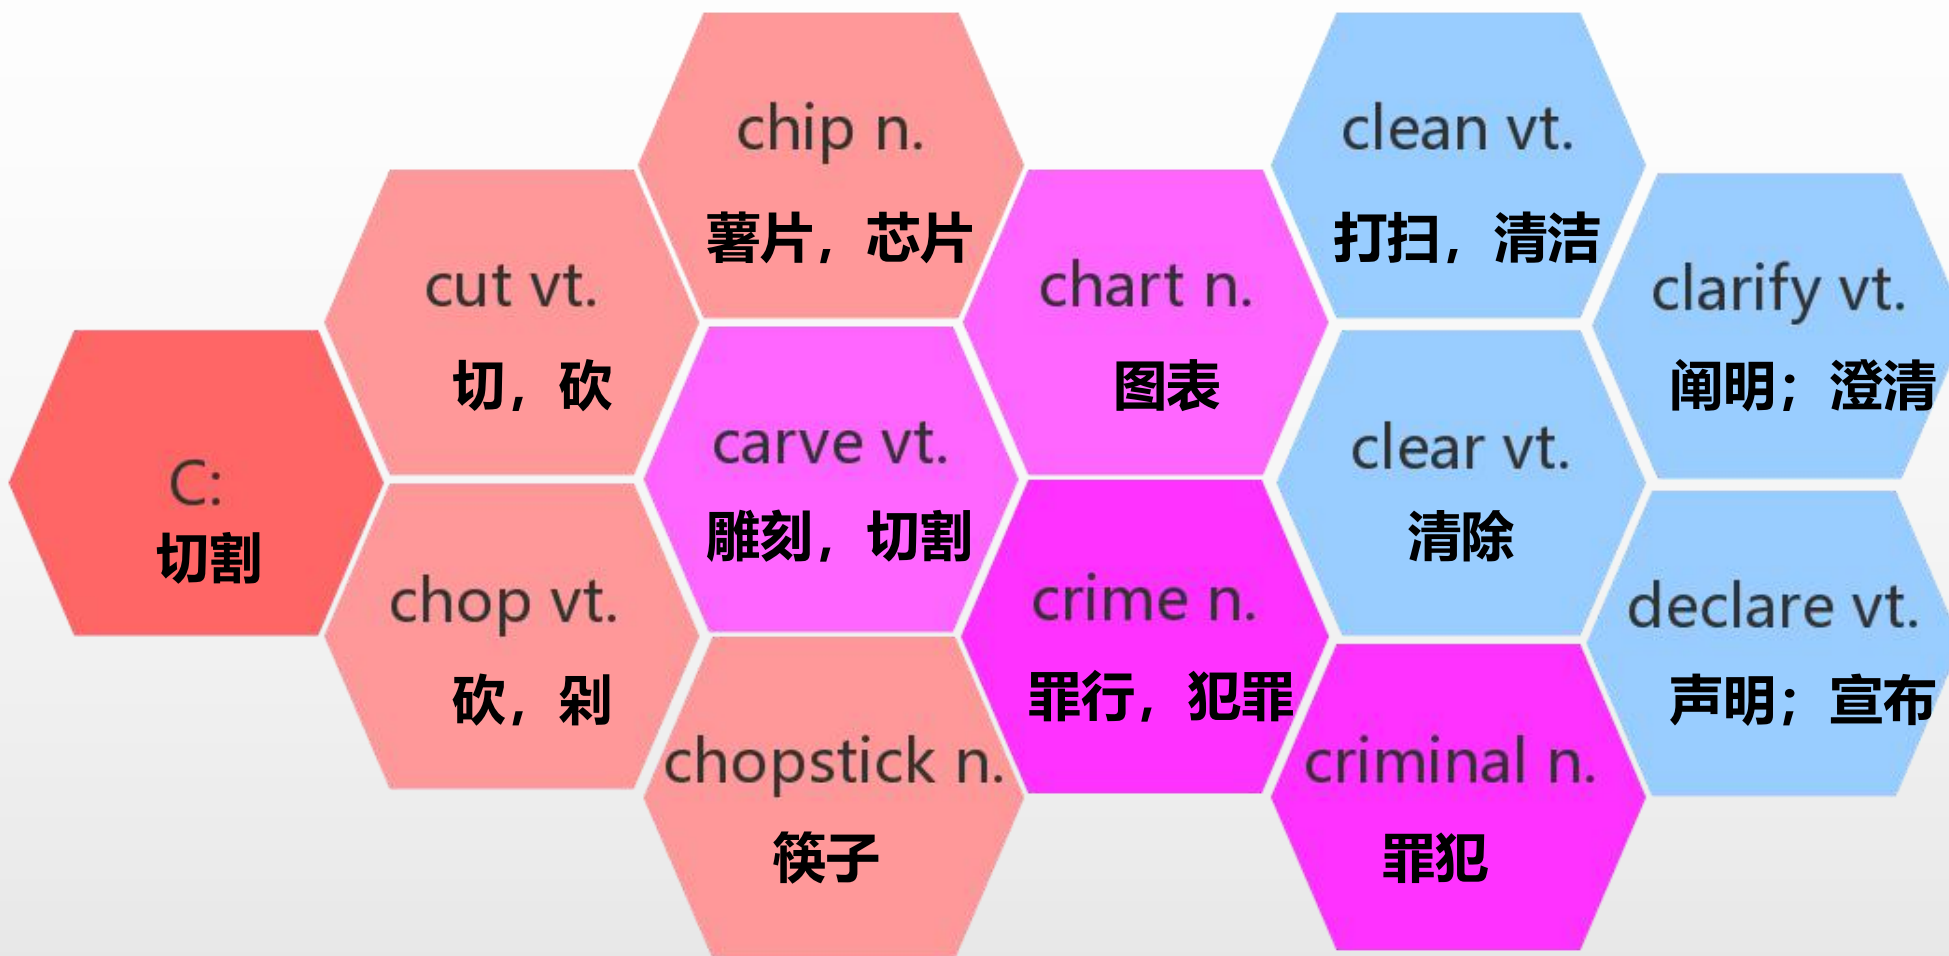 C:
切割
cut vt.
切，砍
chop vt.
砍，剁
chip n.
薯片，芯片
carve vt.
雕刻，切割
chopstick n.
筷子
chart n.
图表
crime n.
罪行，犯罪
clean vt.
打扫，清洁
clear vt.
清除
criminal n.
罪犯
clarify vt.
阐明；澄清
declare vt.
声明；宣布